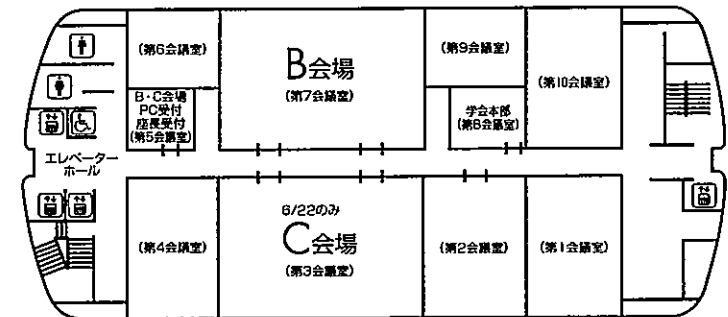 (第6会議室)
B会場
(第7会議室)
(第9会議室)
(第10会議室)
B・C会場
PC受付
座長受付
(第5会議室)
学会本部
(第8会議室)
エレベーター
ホール
(第4会議室)
6/22のみ
C会場
(第3会議室)
(第2会議室)
(第1会議室)